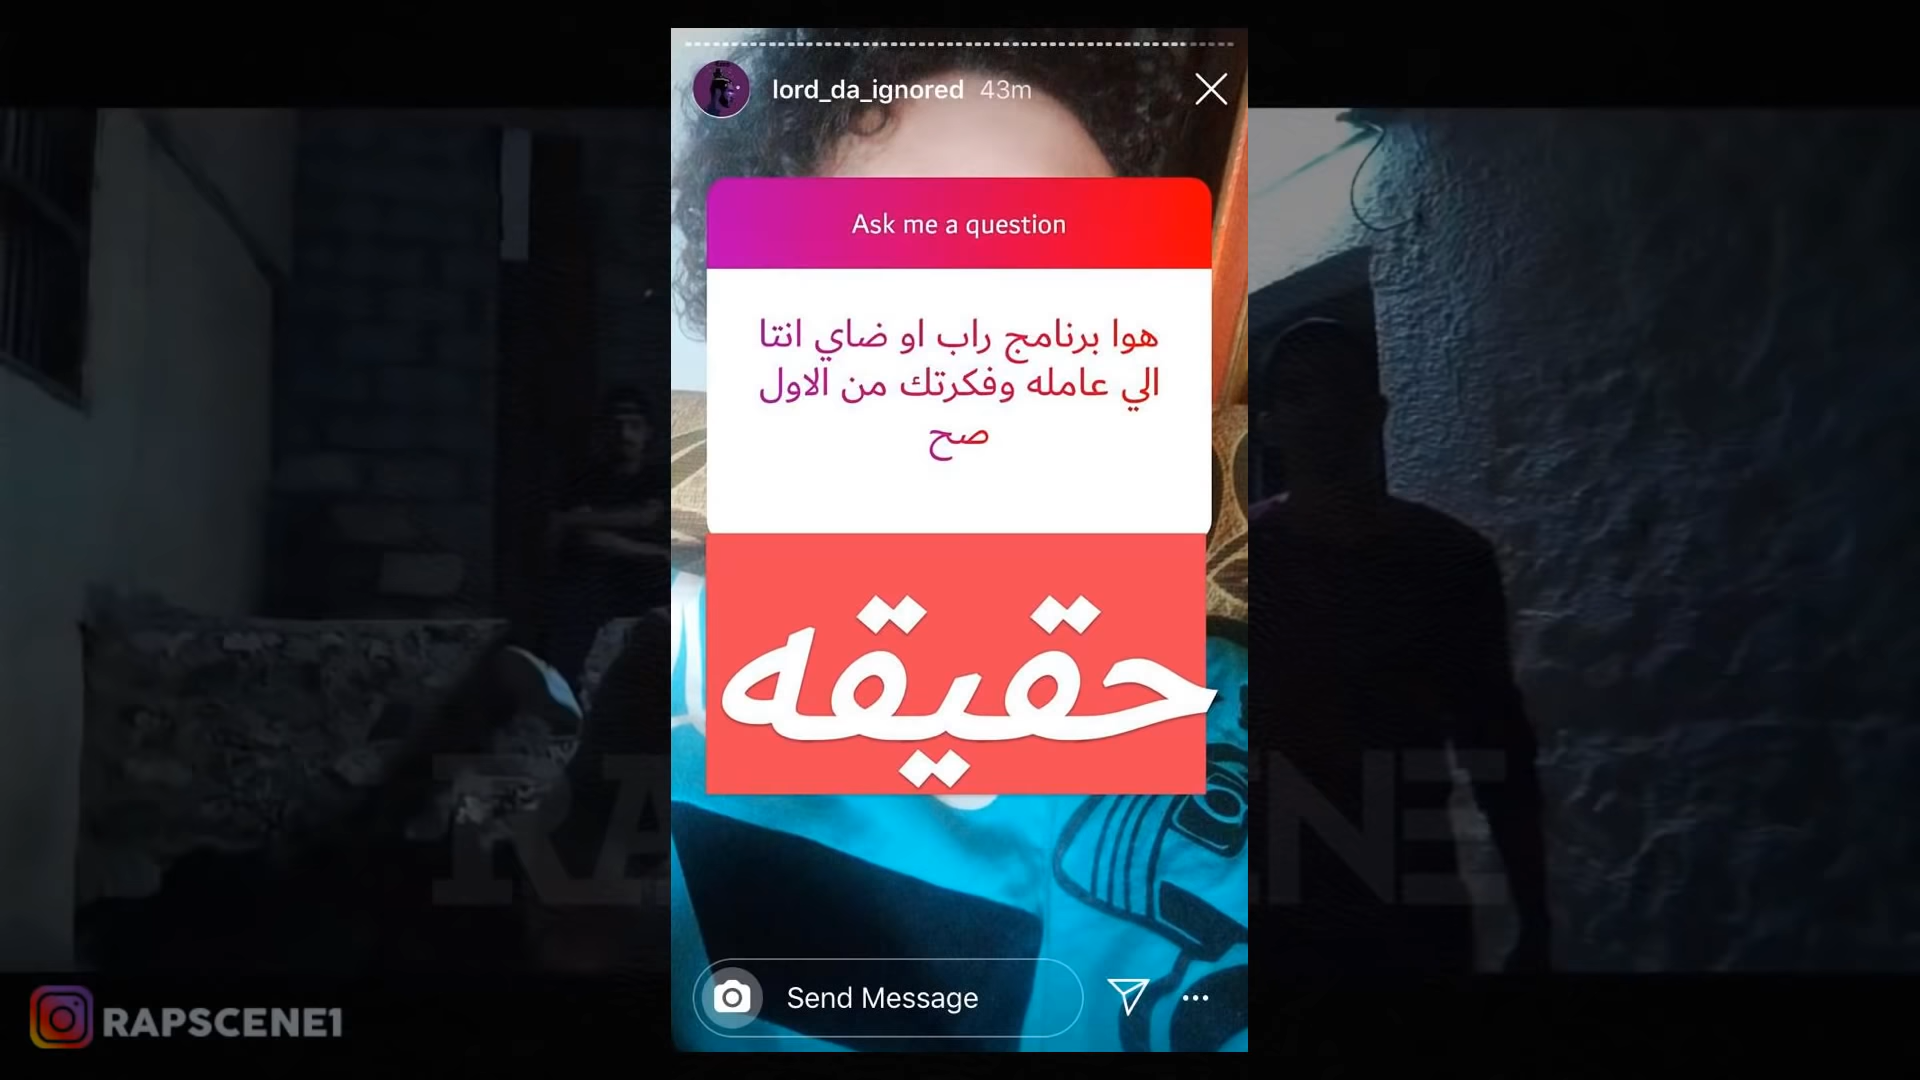 lord_da_ignored 43m
Ask me a question
هوا برنامج راب او ضاي انتا
الي عامله وفكرتك من الاول
صح
حقيقه
Send Message
RAPSCENE1